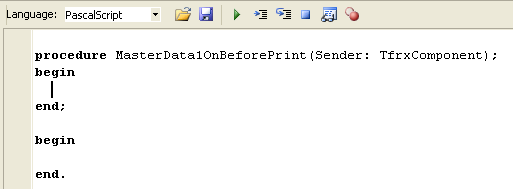 Language: PascalScript
procedure MasterData1OnBeforePrint(Sender: TfrxComponent);
begin
end;
begin
end.